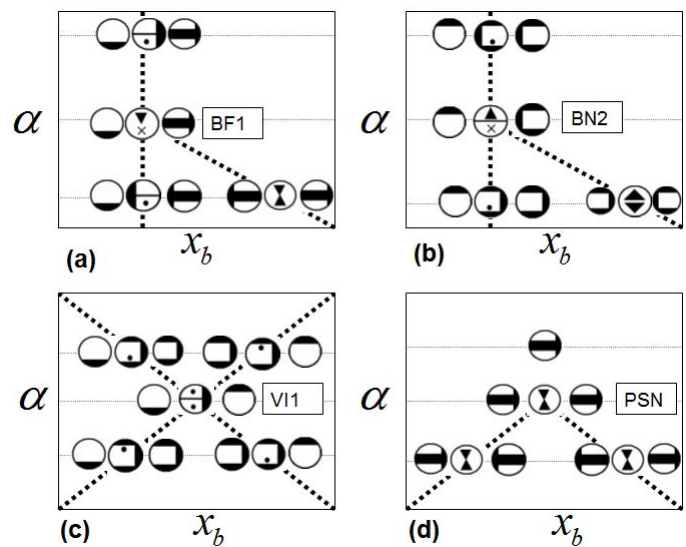 α
BF1
(a)
x_b
α
BN2
(b)
x_b
α
VI1
(c)
x_b
α
PSN
(d)
x_b